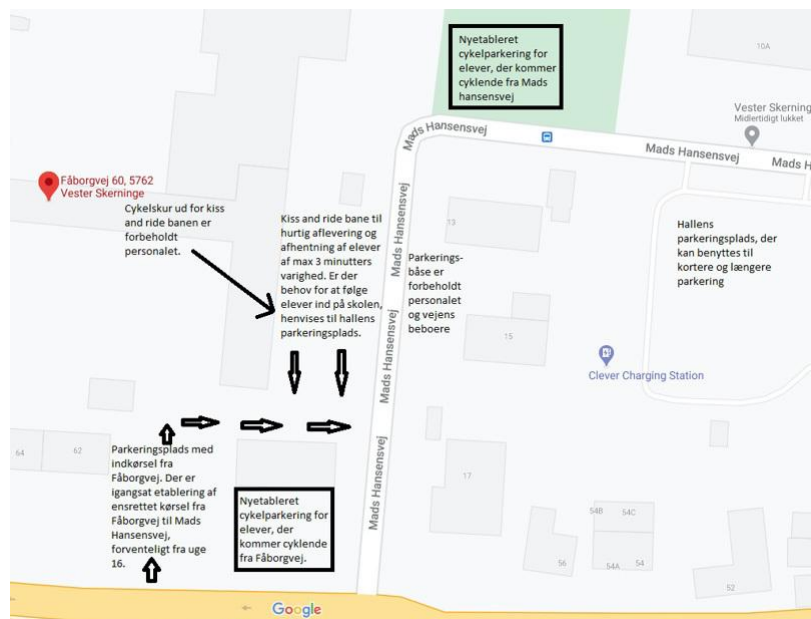 Nyetableret
cykelparkering for
elever, der kommer
cyklende fra Mads
hansensvej
10A
Vester Skerning
Midlertidigt lukket
Mads Hansensvej
Mads Hansensvej
Mads H
Fåborgvej 60, 5762
Vester Skerninge
Cykelskur ud for kiss
and ride banen er
forbeholdt
personalet.
Kiss and ride bane til
hurtig aflevering og
afhentning af elever
af max 3 minutters
varighed. Er der
behov for at følge
elever ind på skolen,
henvises til hallens
parkeringsplads.
Mads Hansensvej
Mads Hansensvej
Mads Hansensvej
13
Parkerings-
båse er
forbeholdt
personalet
og vejens
beboere
15
Hallens
parkeringsplads, der
kan benyttes til
kortere og længere
parkering
Clever Charging Station
64
62
Parkeringsplads med
indkørsel fra
Fåborgvej. Der er
igangsat etablering af
ensrettet kørsel fra
Fåborgvej til Mads
Hansensvej,
forventeligt fra uge
16.
Nyetableret
cykelparkering for
elever, der
kommer cyklende
fra Fåborgvej.
17
54B
54C
56
54A
54
52
Google